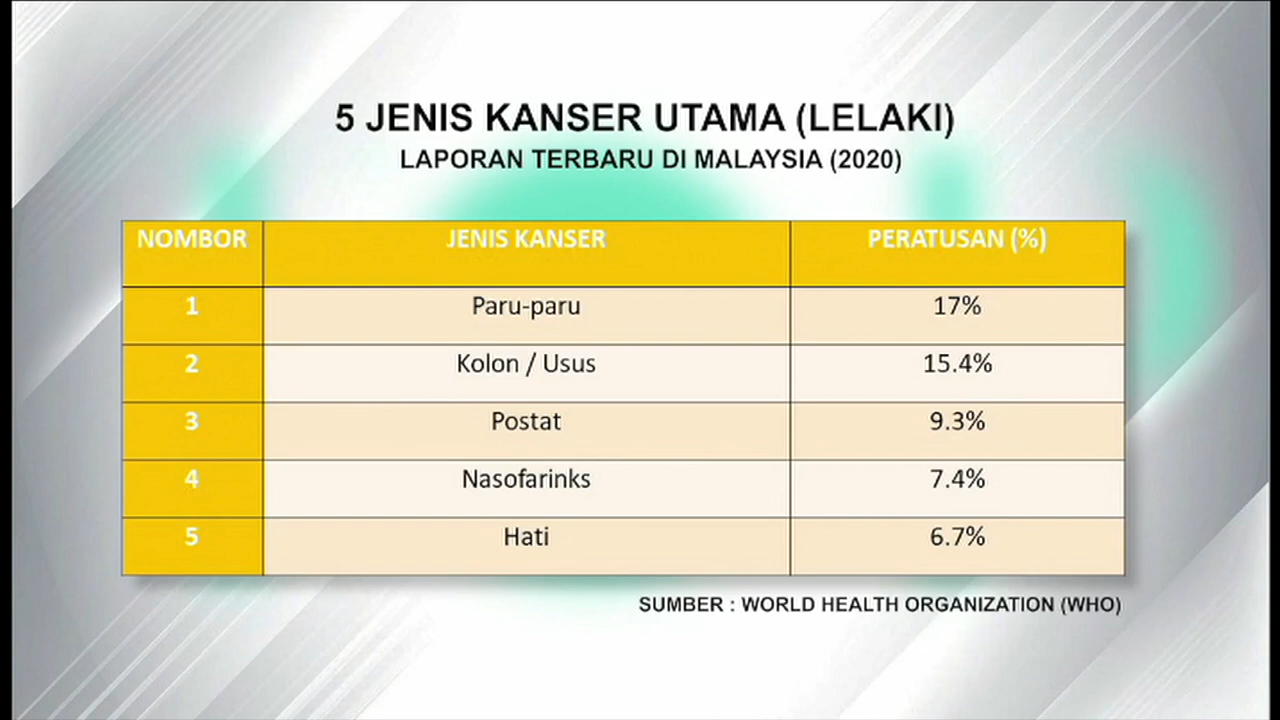 5 JENIS KANSER UTAMA (LELAKI)
LAPORAN TERBARU DI MALAYSIA (2020)
NOMBOR JENIS KANSER PERATUSAN (%)
1 Paru-paru 17%
2 Kolon / Usus 15.4%
3 Postat 9.3%
4 Nasofarinks 7.4%
5 Hati 6.7%
SUMBER : WORLD HEALTH ORGANIZATION (WHO)